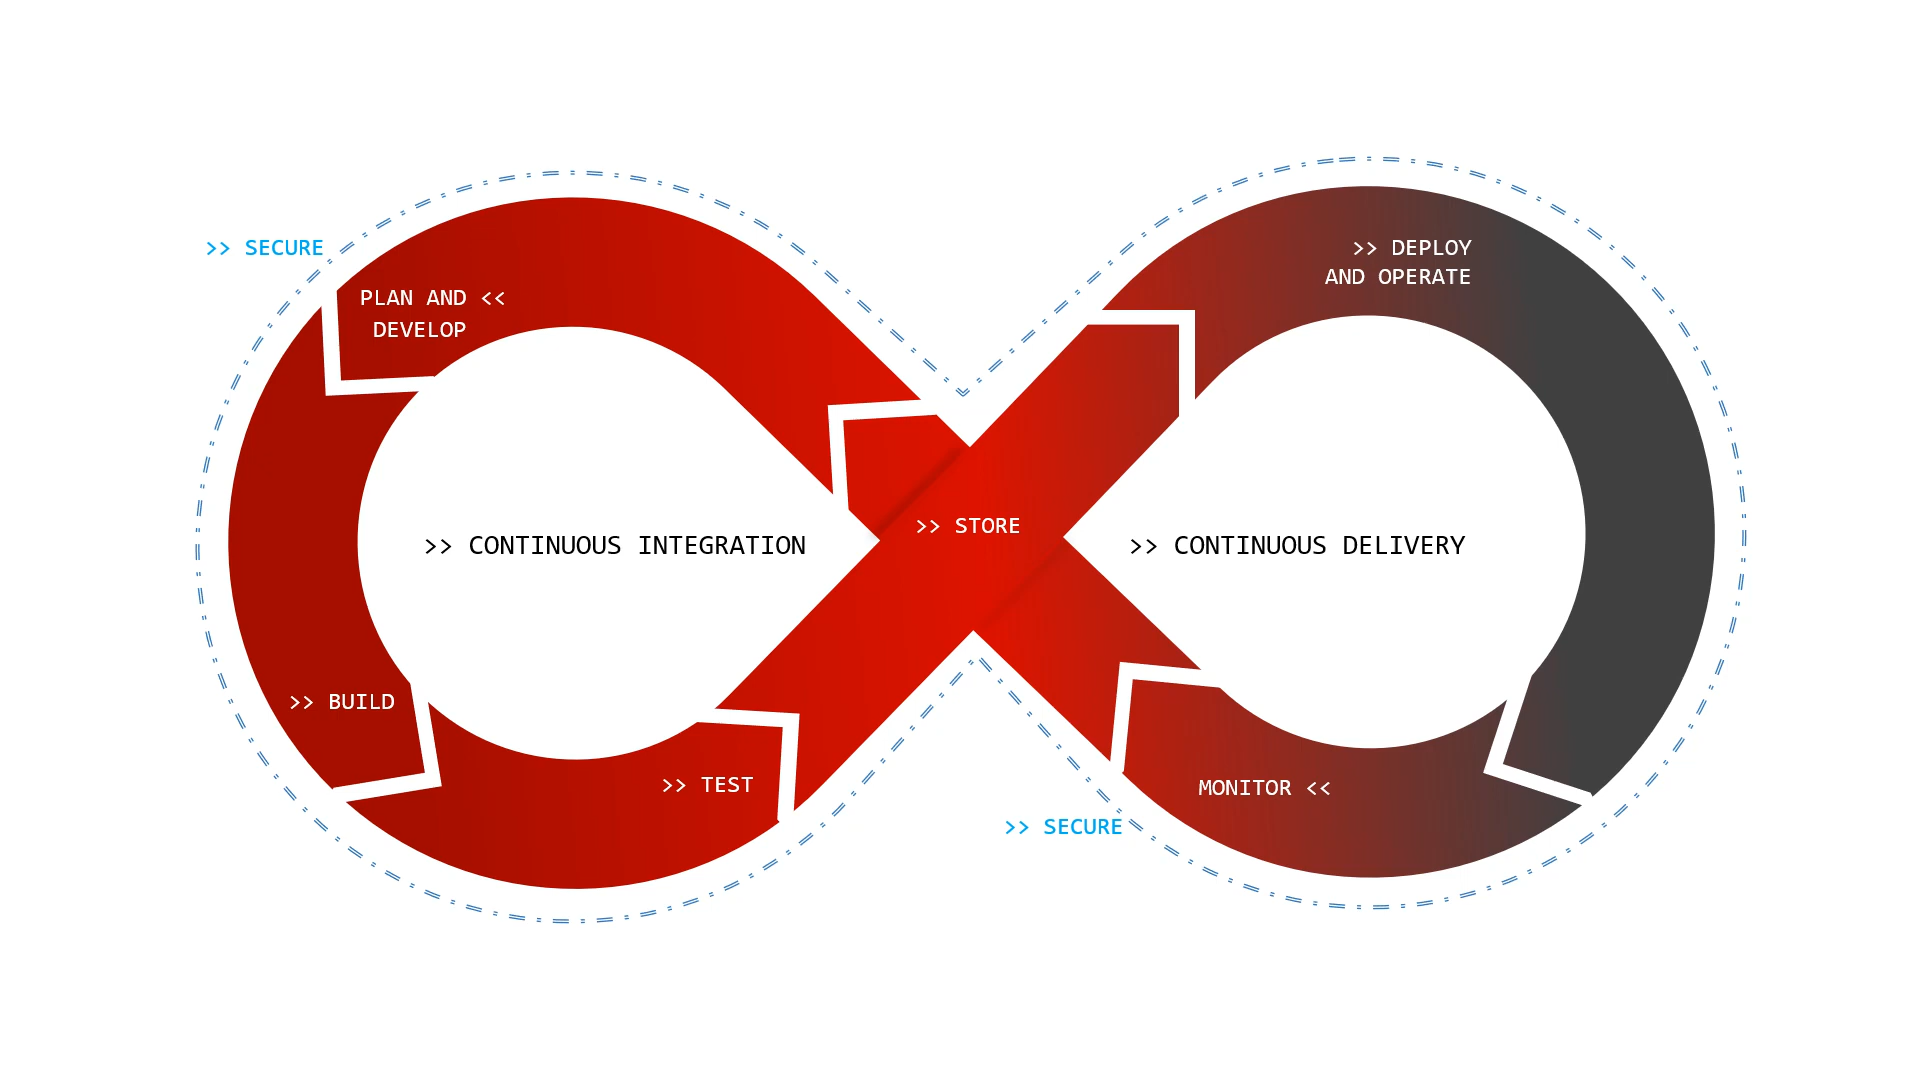 >> SECURE
PLAN AND <<
DEVELOP
>> DEPLOY
AND OPERATE
>> STORE
>> CONTINUOUS INTEGRATION
>> CONTINUOUS DELIVERY
>> BUILD
>> TEST
MONITOR <<
>> SECURE